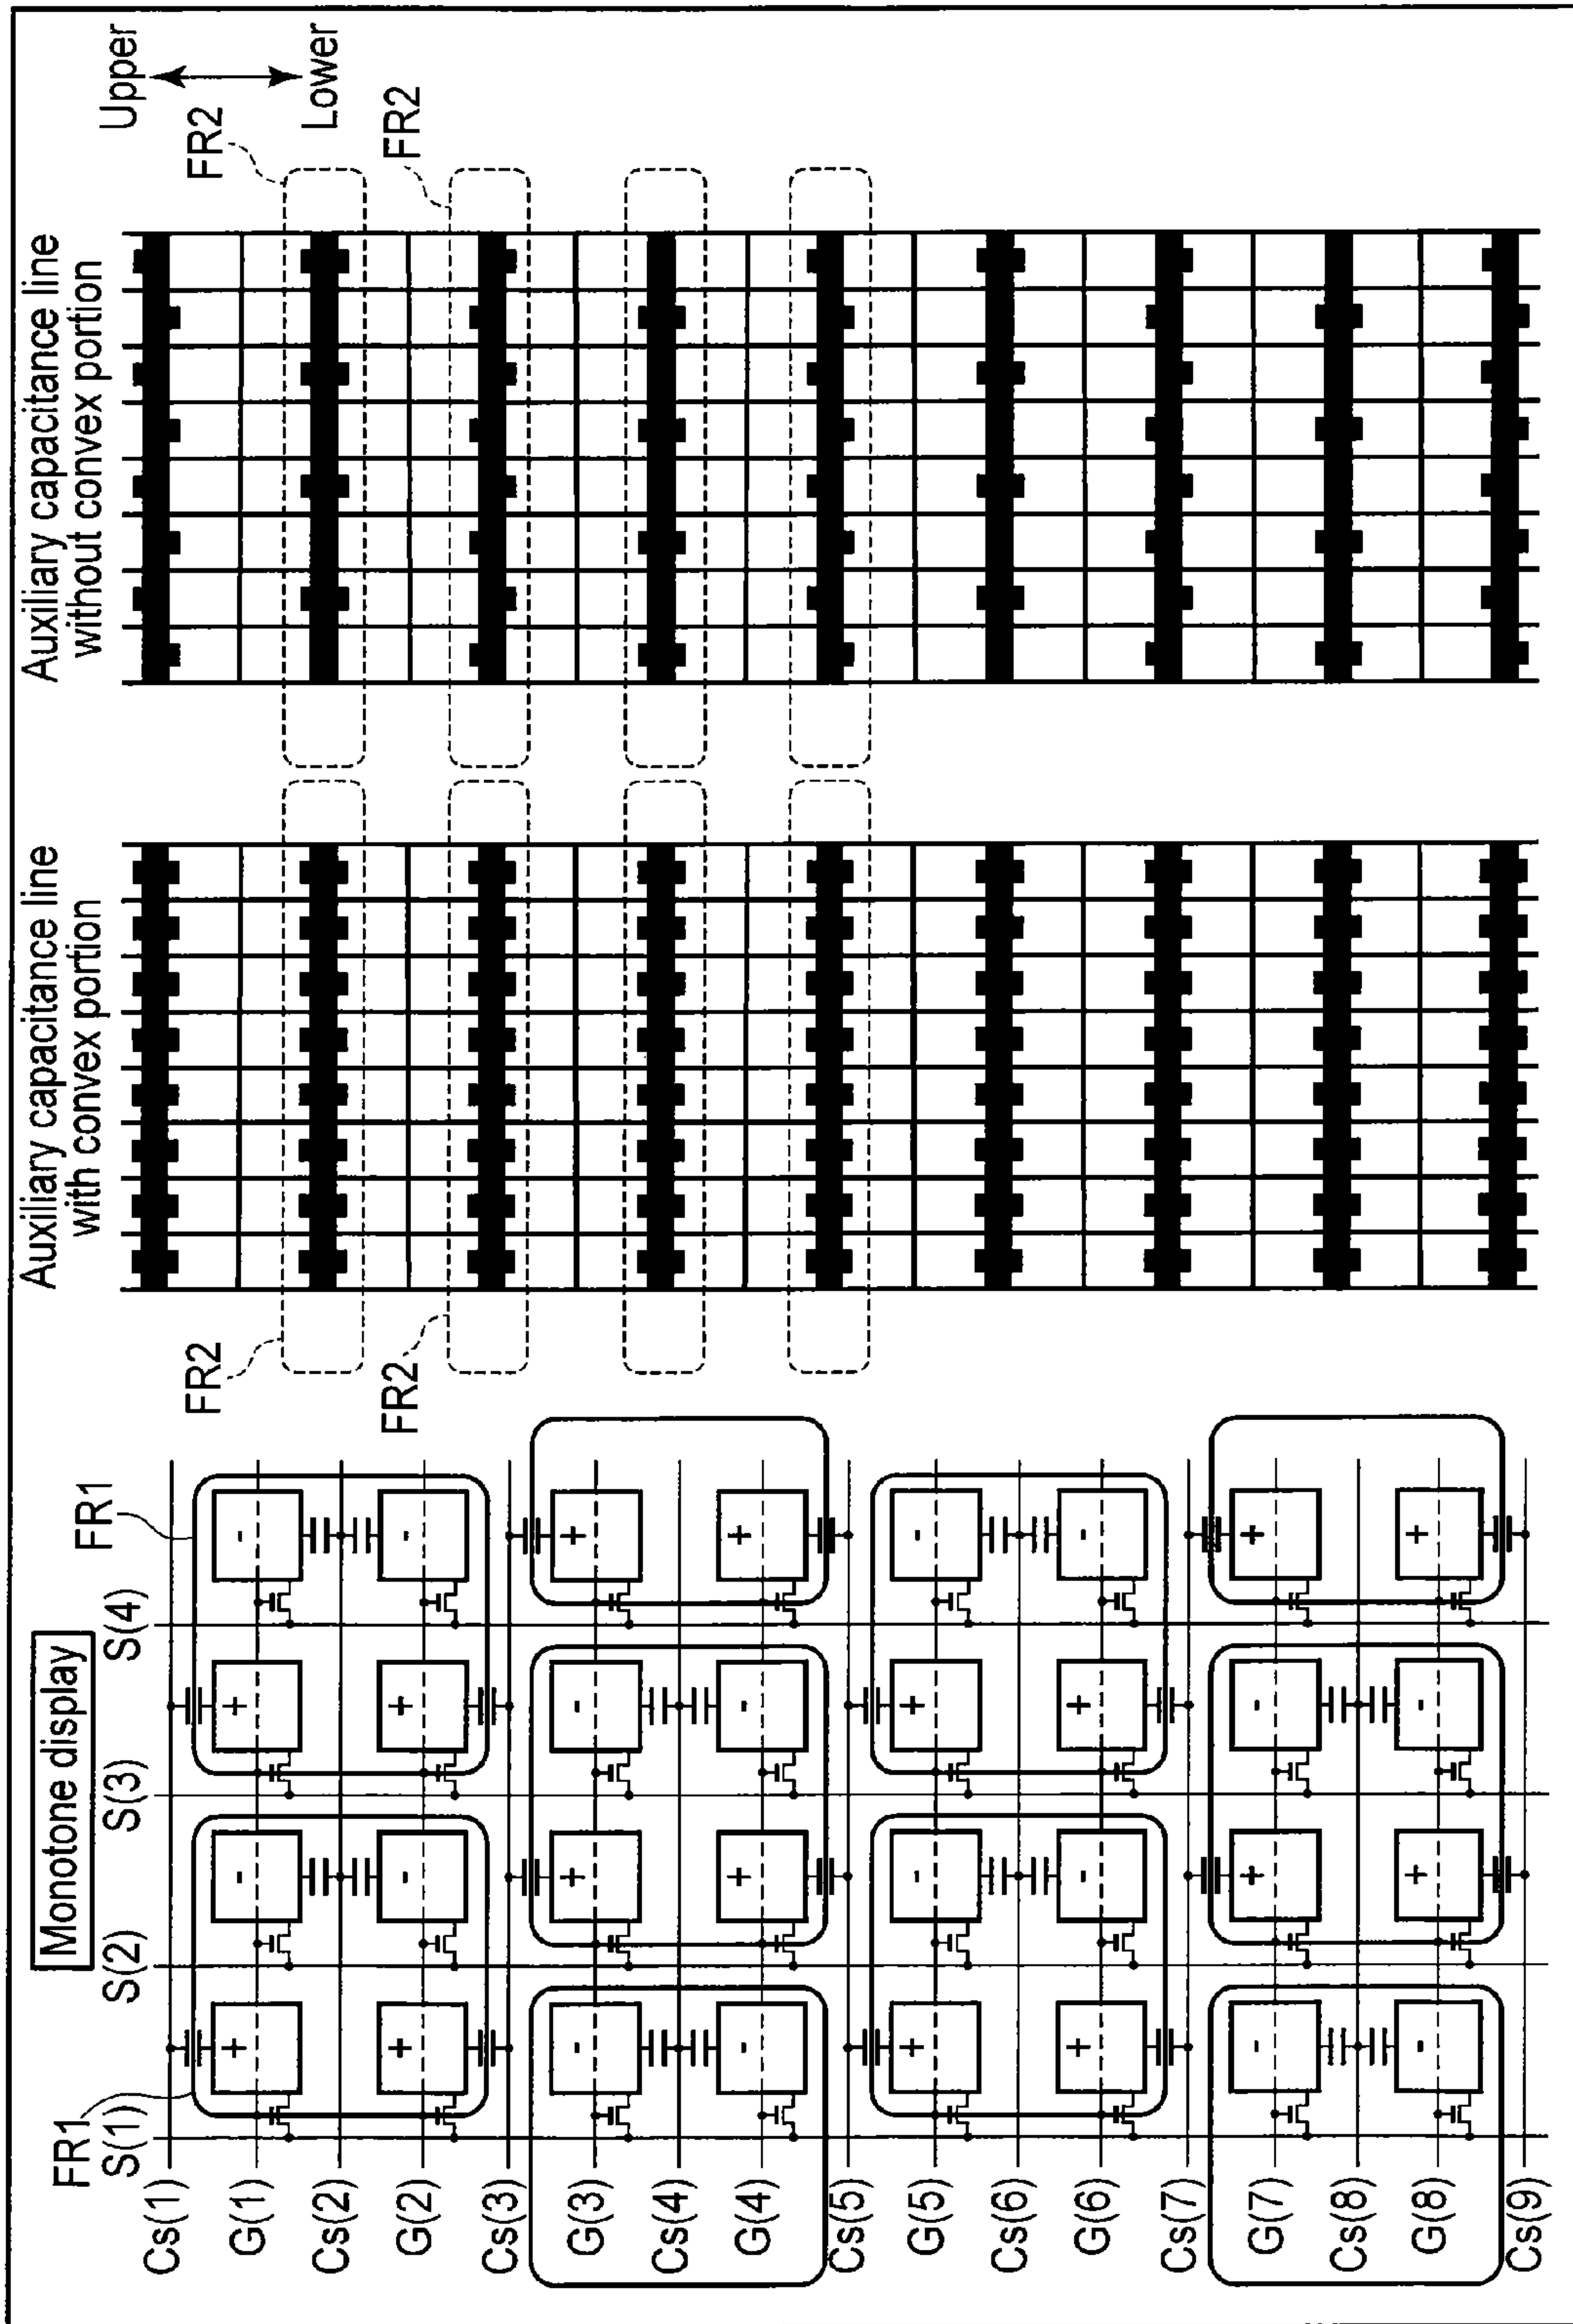 Monotone display
FR1
FR1
S(1)
S(2)
S(3)
S(4)
Cs(1)
G(1)
Cs(2)
G(2)
Cs(3)
G(3)
Cs(4)
G(4)
Cs(5)
G(5)
Cs(6)
G(6)
Cs(7)
G(7)
Cs(8)
G(8)
Cs(9)
+
-
+
-
+
-
+
-
-
+
-
+
-
+
-
+
+
-
+
-
+
-
+
-
-
+
-
+
-
+
-
+
Auxiliary capacitance line
with convex portion
FR2
FR2
Auxiliary capacitance line
without convex portion
FR2
FR2
Upper
Lower